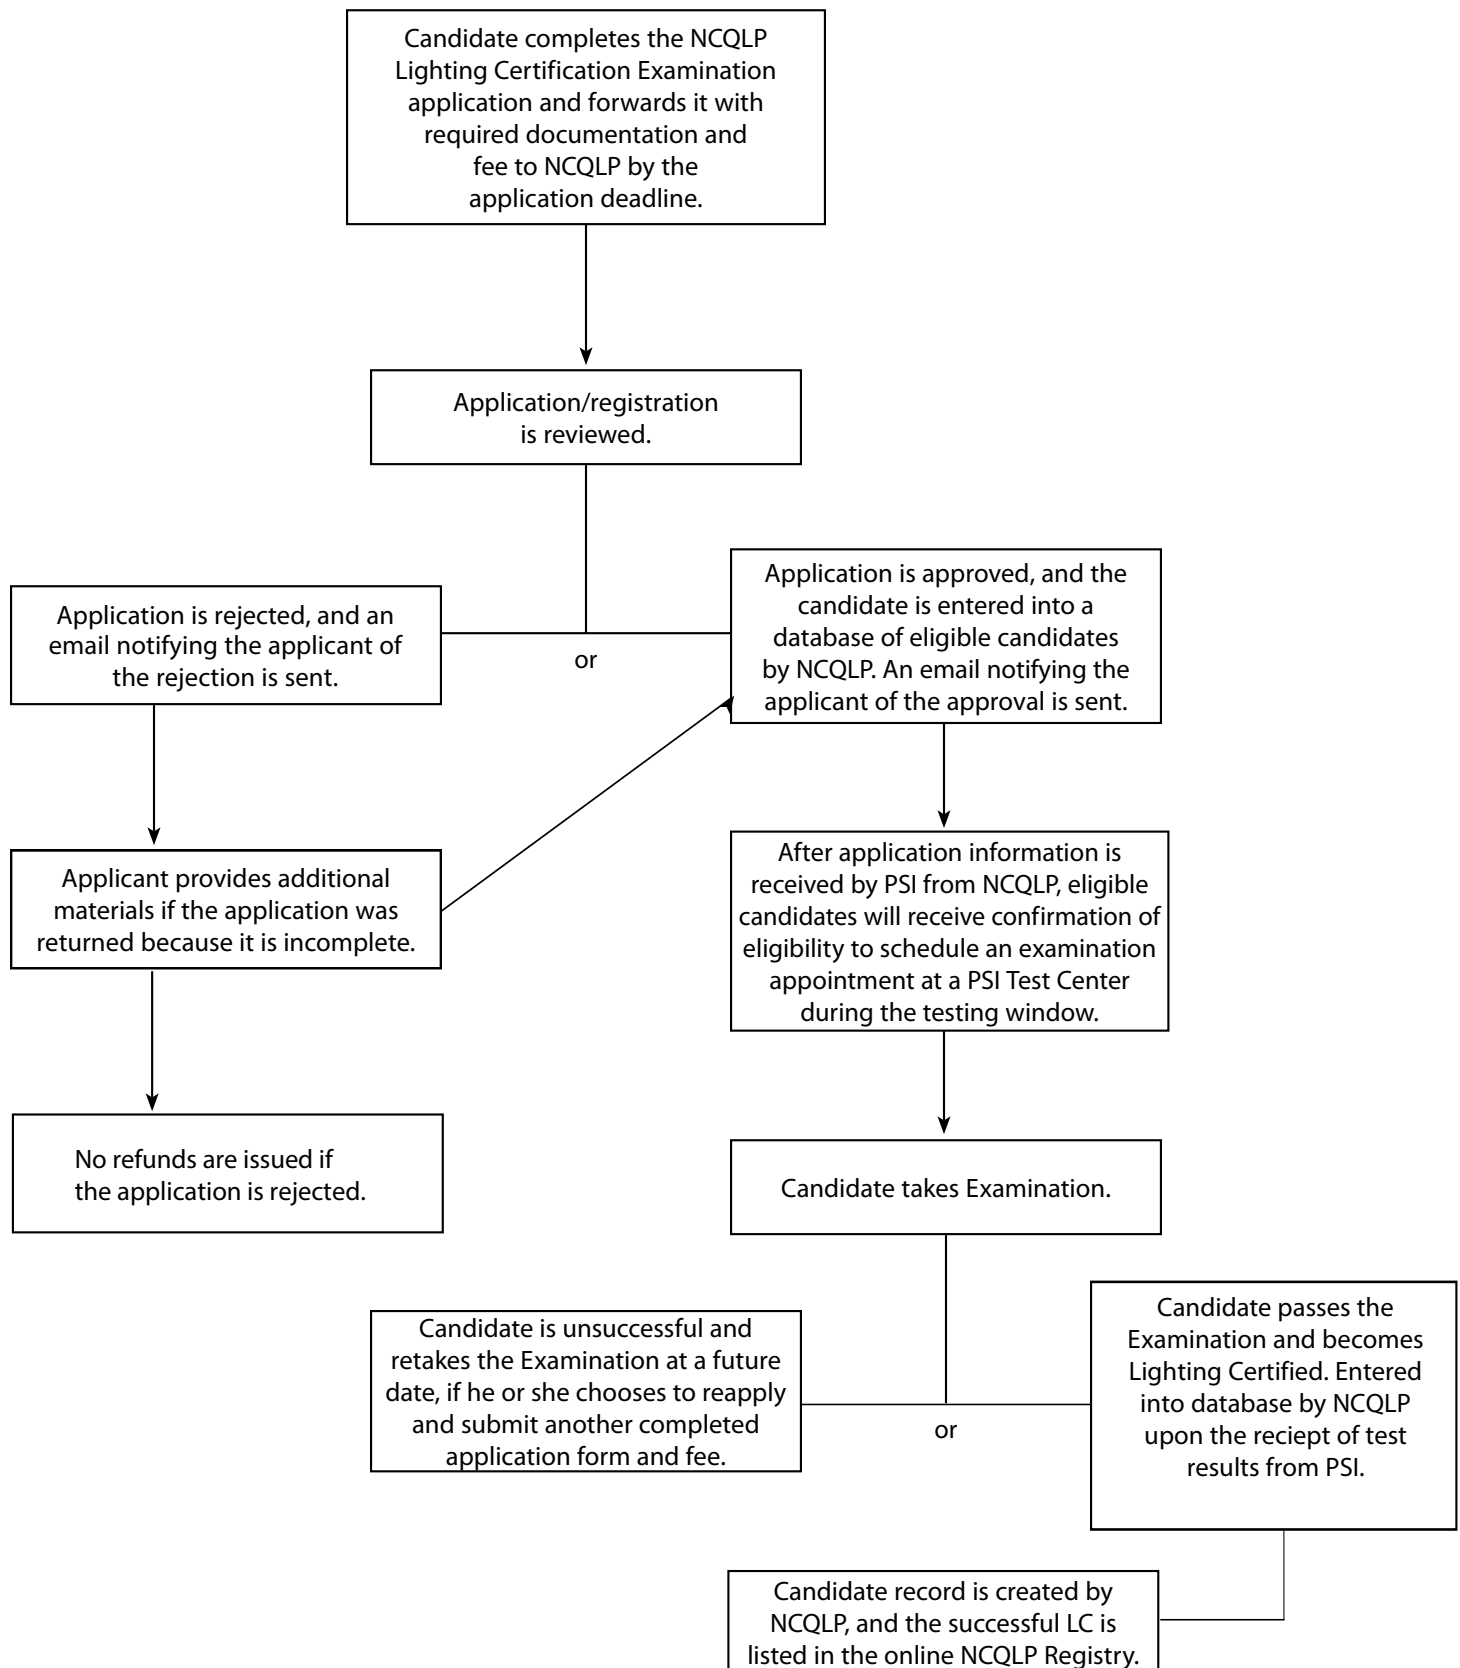 Candidate completes the NCQLP
Lighting Certification Examination
application and forwards it with
required documentation and
fee to NCQLP by the
application deadline.
Application/registration
is reviewed.
Application is rejected, and an
email notifying the applicant of
the rejection is sent.
or
Application is approved, and the
candidate is entered into a
database of eligible candidates
by NCQLP. An email notifying the
applicant of the approval is sent.
Applicant provides additional
materials if the application was
returned because it is incomplete.
After application information is
received by PSI from NCQLP, eligible
candidates will receive confirmation of
eligibility to schedule an examination
appointment at a PSI Test Center
during the testing window.
No refunds are issued if
the application is rejected.
Candidate takes Examination.
Candidate is unsuccessful and
retakes the Examination at a future
date, if he or she chooses to reapply
and submit another completed
application form and fee.
or
Candidate passes the
Examination and becomes
Lighting Certified. Entered
into database by NCQLP
upon the reciept of test
results from PSI.
Candidate record is created by
NCQLP, and the successful LC is
listed in the online NCQLP Registry.